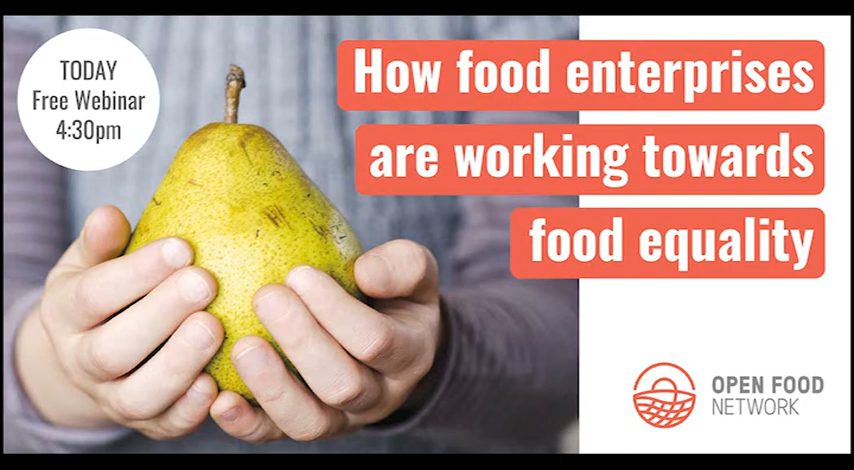 TODAY
Free Webinar
4:30pm
How food enterprises
are working towards
food equality
OPEN FOOD
NETWORK